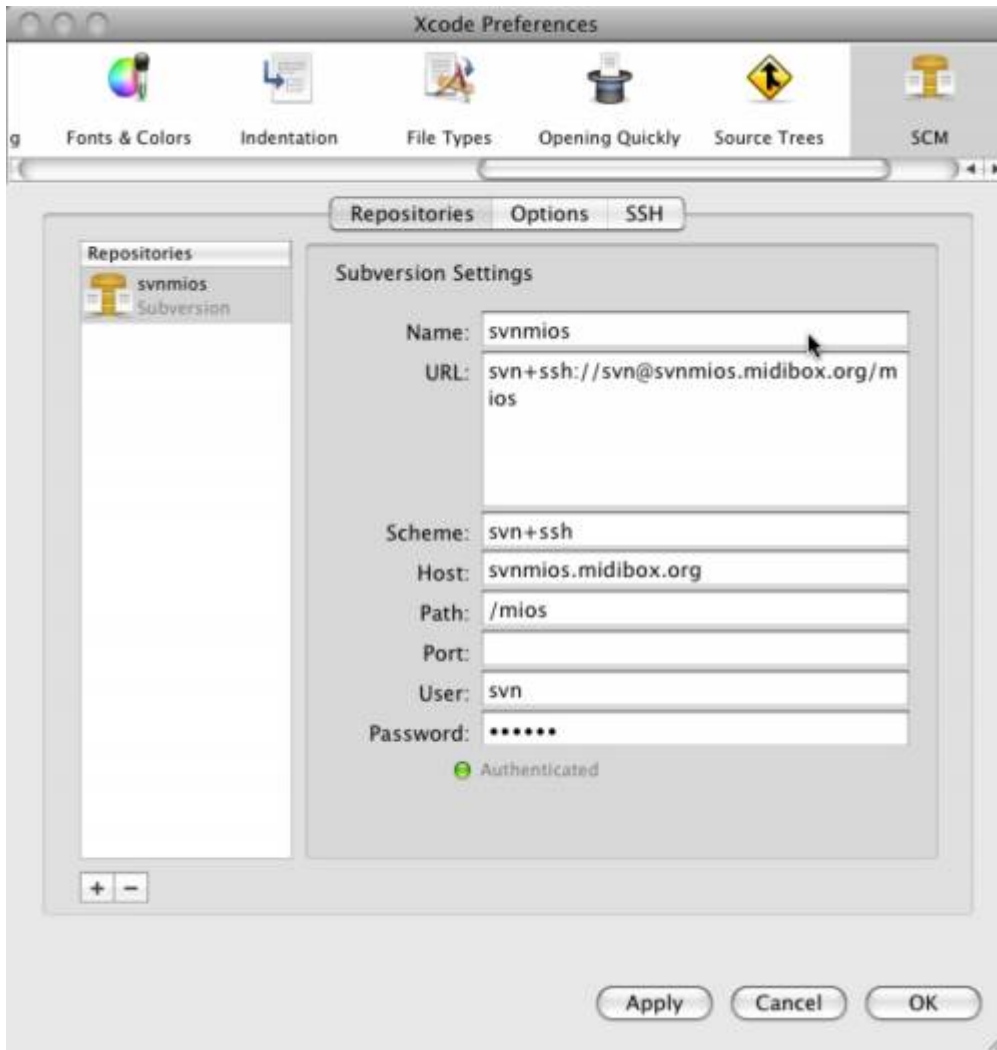 Xcode Preferences
g Fonts & Colors Indentation File Types Opening Quickly Source Trees SCM
Repositories Options SSH
Repositories
svnmios
Subversion
Subversion Settings
Name: svnmios
URL: svn+ssh://svn@svnmios.midibox.org/m
ios
Scheme: svn+ssh
Host: svnmios.midibox.org
Path: /mios
Port:
User: svn
Password: ••••••
Authenticated
+ −
Apply Cancel OK